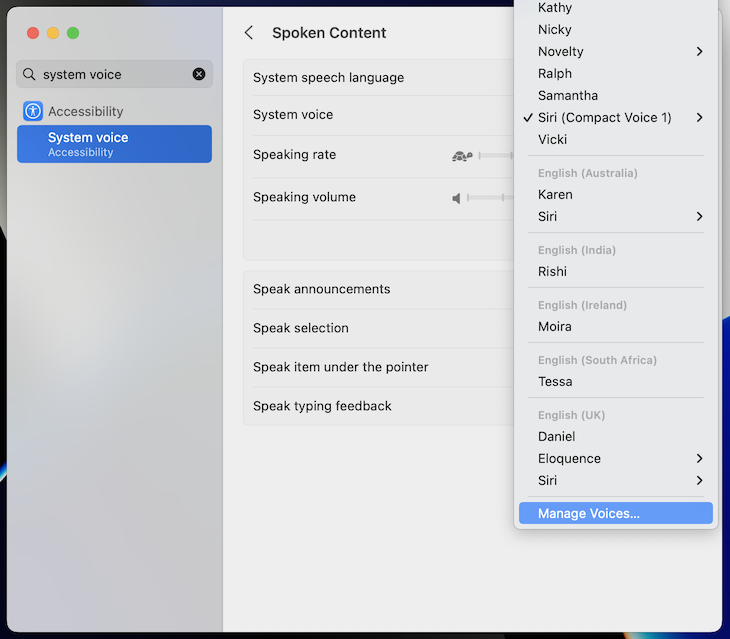 system voice
Accessibility
System voice
Accessibility
Spoken Content
System speech language
System voice
Speaking rate
Speaking volume
Speak announcements
Speak selection
Speak item under the pointer
Speak typing feedback
Kathy
Nicky
Novelty
Ralph
Samantha
Siri (Compact Voice 1)
Vicki
English (Australia)
Karen
Siri
English (India)
Rishi
English (Ireland)
Moira
English (South Africa)
Tessa
English (UK)
Daniel
Eloquence
Siri
Manage Voices...